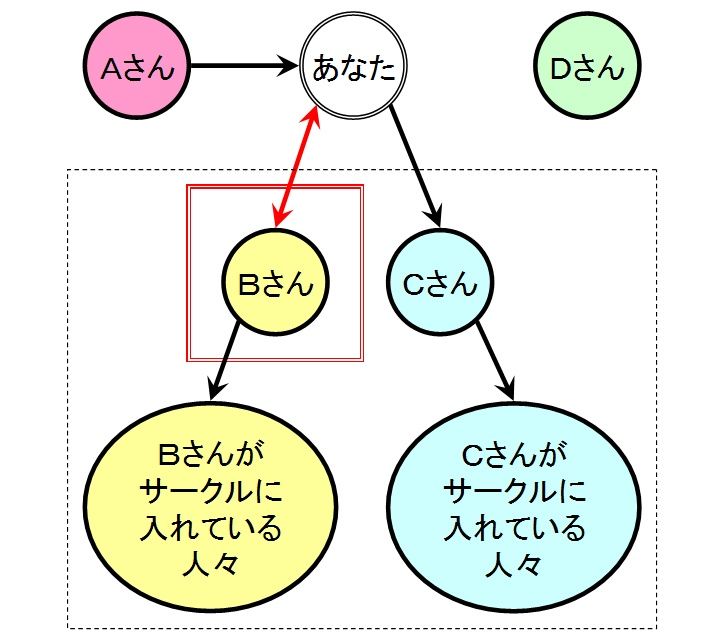 Aさん
あなた
Dさん
Bさん
Cさん
Bさんが
サークルに
入れている
人々
Cさんが
サークルに
入れている
人々